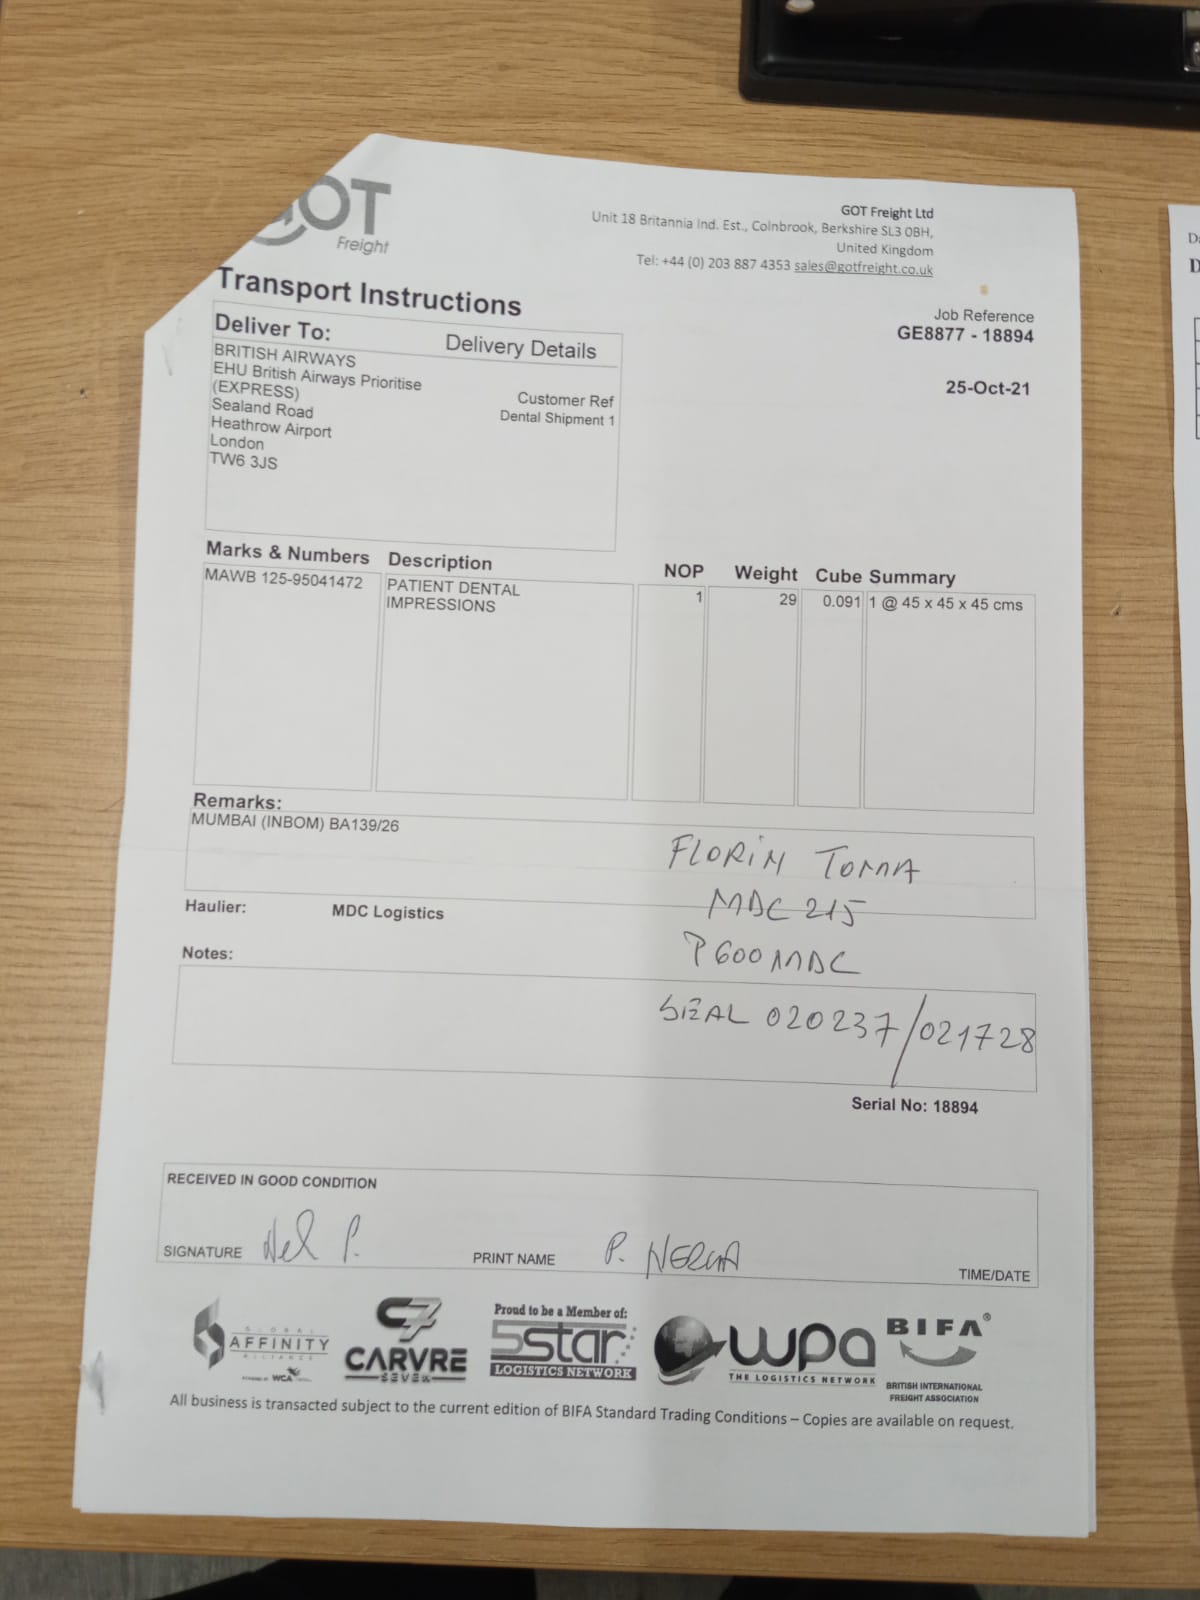 GOT
Freight
GOT Freight Ltd
Unit 18 Britannia Ind. Est., Colnbrook, Berkshire SL3 0BH,
United Kingdom
Tel: +44 (0) 203 887 4353 sales@gotfreight.co.uk
Transport Instructions
Job Reference
GE8877 - 18894
25-Oct-21
Deliver To:
Delivery Details
BRITISH AIRWAYS
EHU British Airways Prioritise
(EXPRESS)
Sealand Road
Heathrow Airport
London
TW6 3JS
Customer Ref
Dental Shipment 1
Marks & Numbers Description NOP Weight Cube Summary
MAWB 125-95041472 PATIENT DENTAL 1 29 0.091 1 @ 45 x 45 x 45 cms
IMPRESSIONS
Remarks:
MUMBAI (INBOM) BA139/26
FLORIN TOMA
MDC 215
P600MDC
Haulier: MDC Logistics
Notes:
SEAL 020237/021728
Serial No: 18894
RECEIVED IN GOOD CONDITION
SIGNATURE PRINT NAME P. TIME/DATE
GLOBAL
AFFINITY
ALLIANCE
POWERED BY WCA
C7
CARVRE
SEVEN
Proud to be a Member of:
5star
LOGISTICS NETWORK
wpa
THE LOGISTICS NETWORK
BIFA®
BRITISH INTERNATIONAL
FREIGHT ASSOCIATION
All business is transacted subject to the current edition of BIFA Standard Trading Conditions – Copies are available on request.